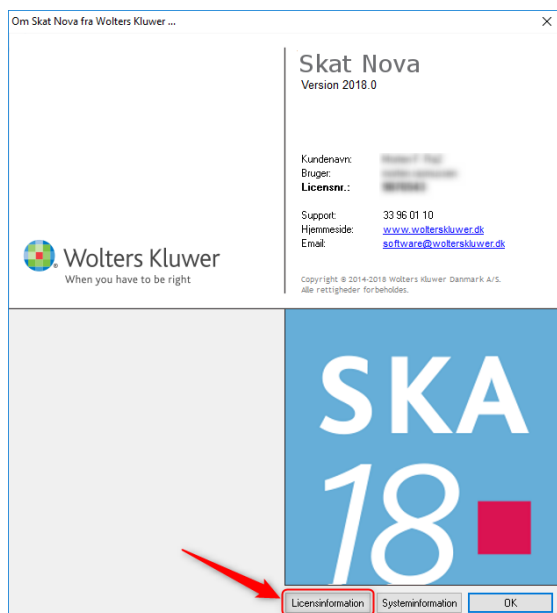 Om Skat Nova fra Wolters Kluwer ...
Skat Nova
Version 2018.0
Kundenavn:
Bruger:
Licensnr.:
Support: 33 96 01 10
Hjemmeside: www.wolterskluwer.dk
Email: software@wolterskluwer.dk
Wolters Kluwer
When you have to be right
Copyright © 2014-2018 Wolters Kluwer Danmark A/S.
Alle rettigheder forbeholdes.
SKA
18
Licensinformation Systeminformation OK